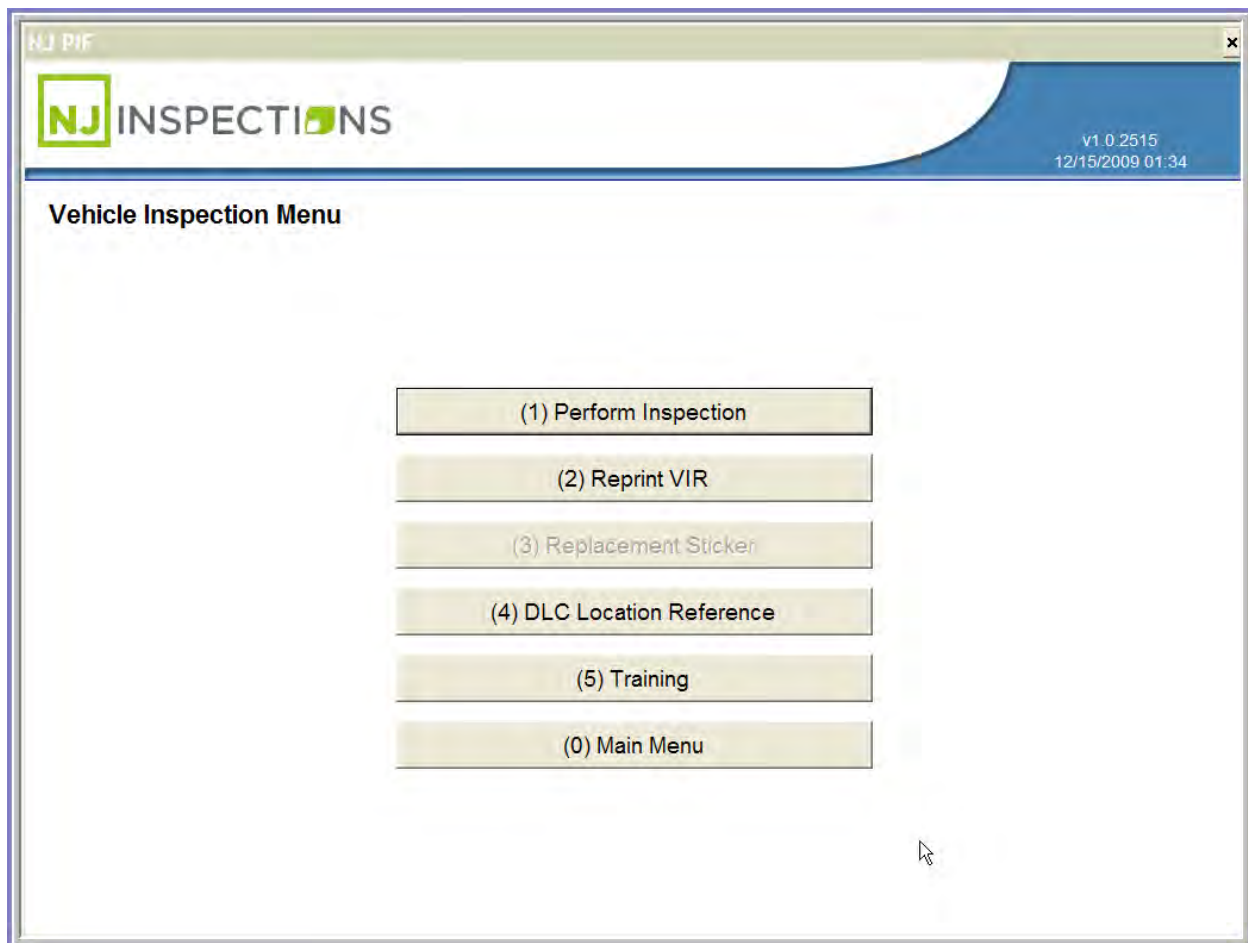 NJ PIF
NJ INSPECTIONS
v1.0.2515
12/15/2009 01:34
Vehicle Inspection Menu
(1) Perform Inspection
(2) Reprint VIR
(3) Replacement Sticker
(4) DLC Location Reference
(5) Training
(0) Main Menu